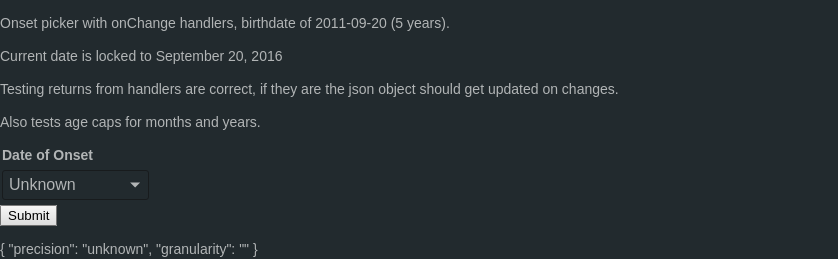 Onset picker with onChange handlers, birthdate of 2011-09-20 (5 years).
Current date is locked to September 20, 2016
Testing returns from handlers are correct, if they are the json object should get updated on changes.
Also tests age caps for months and years.
Date of Onset
Unknown
Submit
{ "precision": "unknown", "granularity": "" }